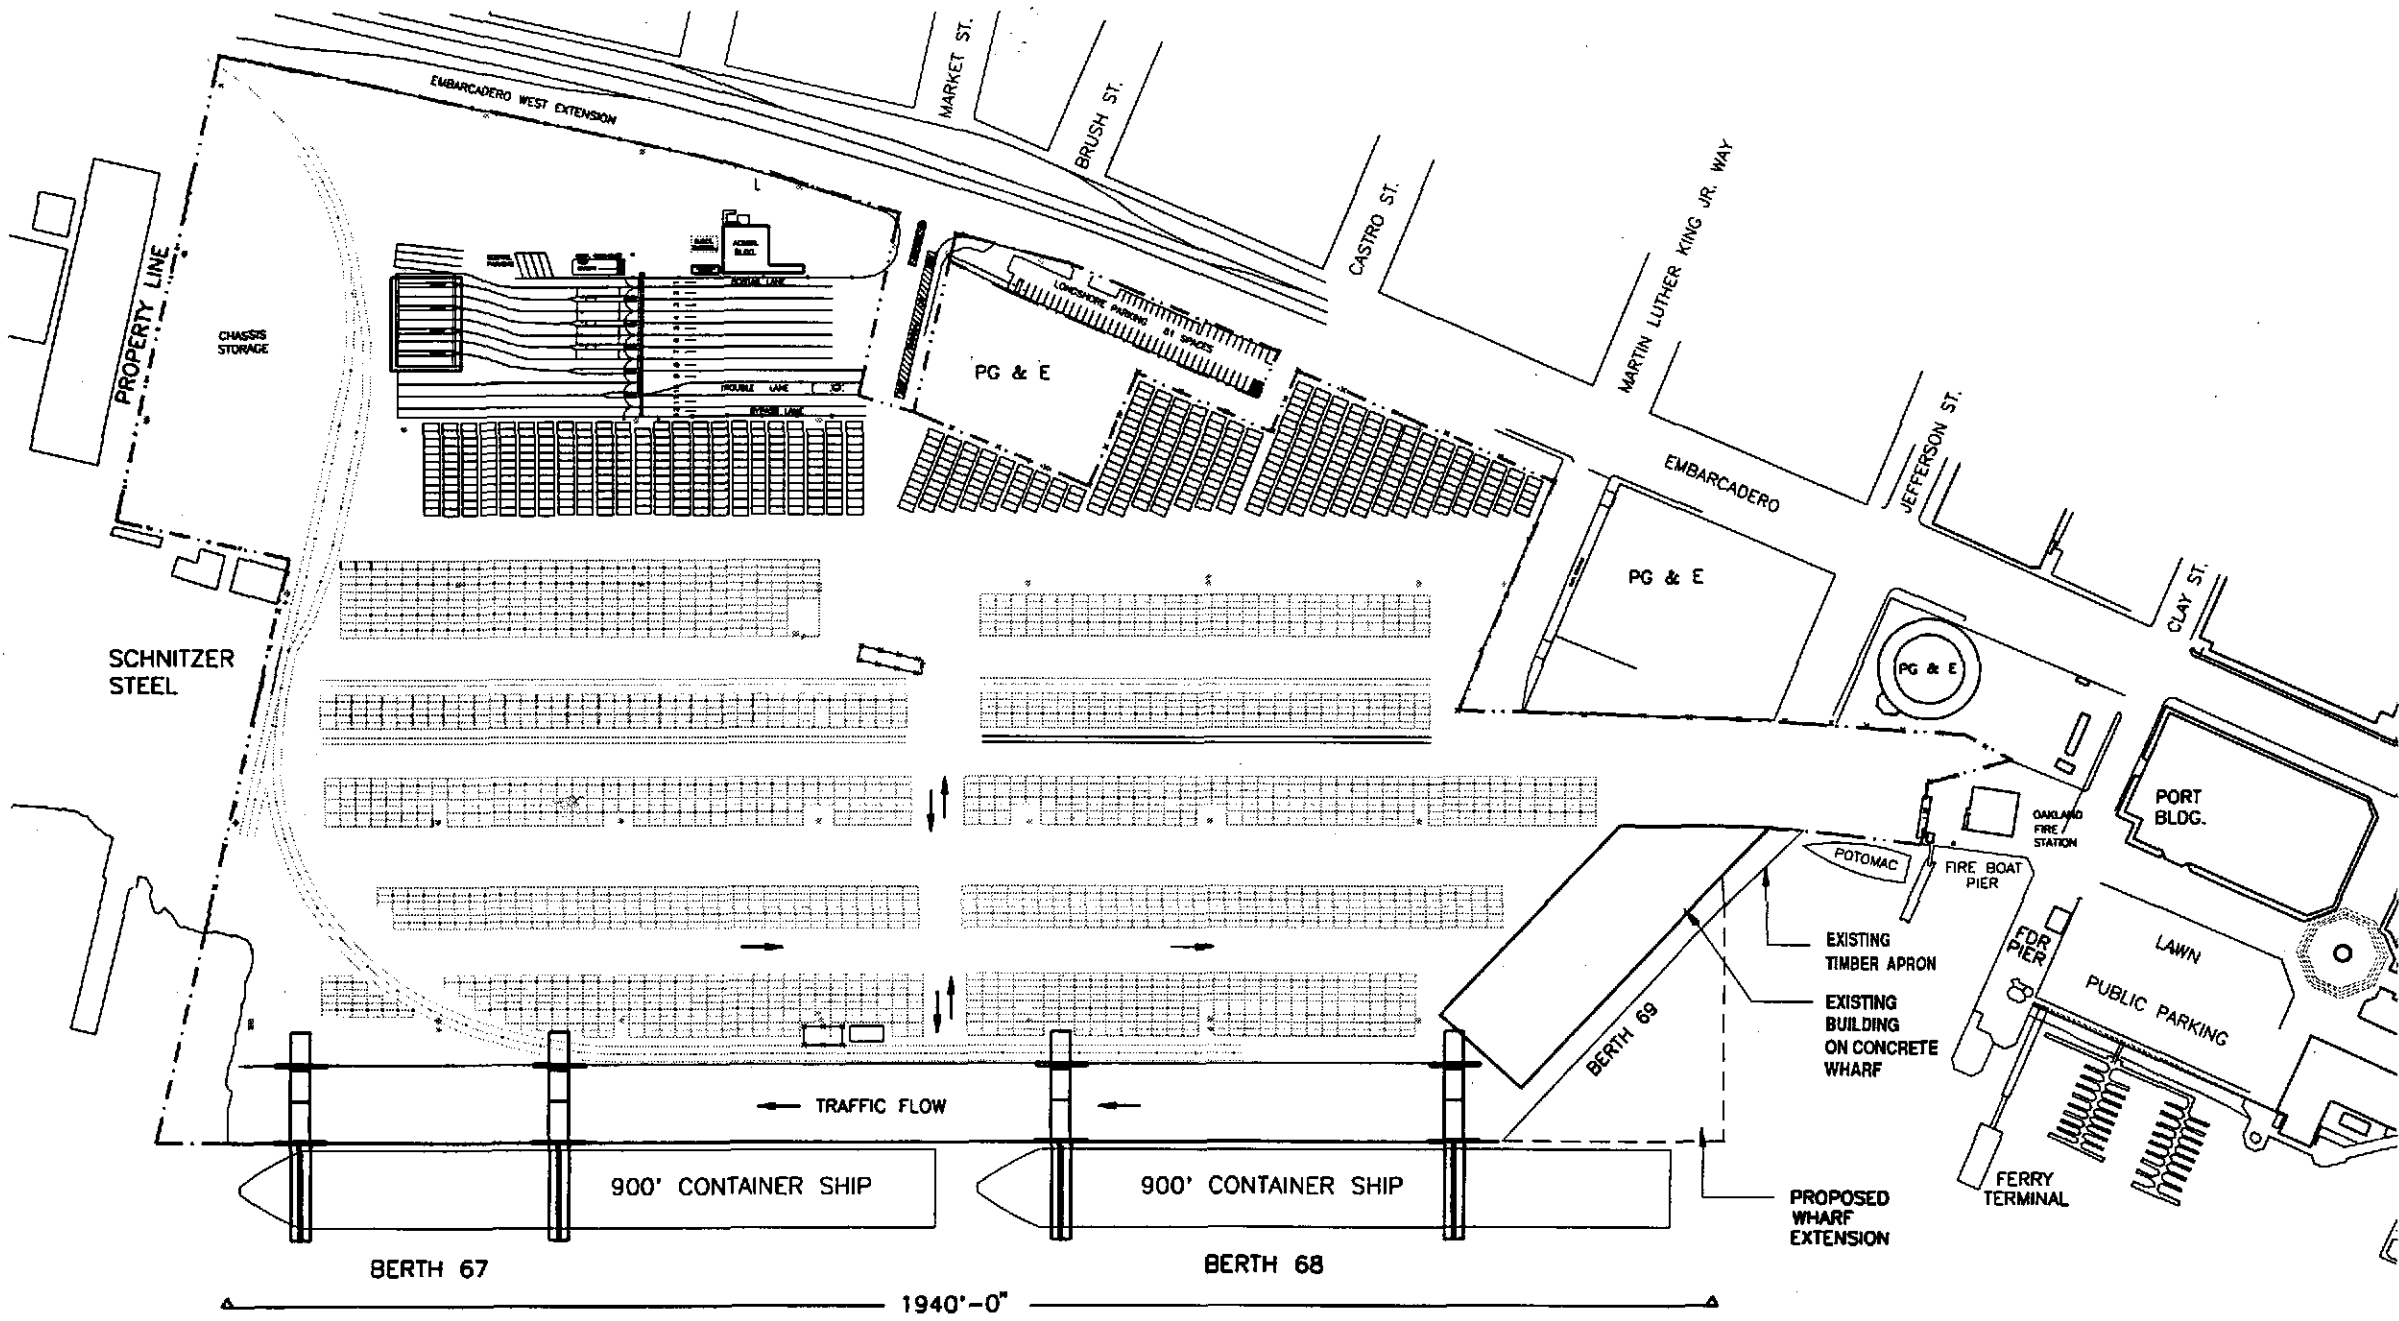 MARKET ST.
EMBARCADERO WEST EXTENSION
BRUSH ST.
MARTIN LUTHER KING JR. WAY
CASTRO ST.
PROPERTY LINE
CHASSIS
STORAGE
ADMIN.
BLDG.
LONGSHORE PARKING
81
SPACES
PG & E
TROUBLE LANE
BYPASS LANE
JEFFERSON ST.
EMBARCADERO
PG & E
CLAY ST.
PG & E
SCHNITZER
STEEL
PORT
BLDG.
OAKLAND
FIRE
STATION
POTOMAC
FIRE BOAT
PIER
EXISTING
TIMBER APRON
FDR
PIER
LAWN
PUBLIC PARKING
EXISTING
BUILDING
ON CONCRETE
WHARF
BERTH 69
TRAFFIC FLOW
900' CONTAINER SHIP
900' CONTAINER SHIP
FERRY
TERMINAL
PROPOSED
WHARF
EXTENSION
BERTH 67
BERTH 68
1940'-0"